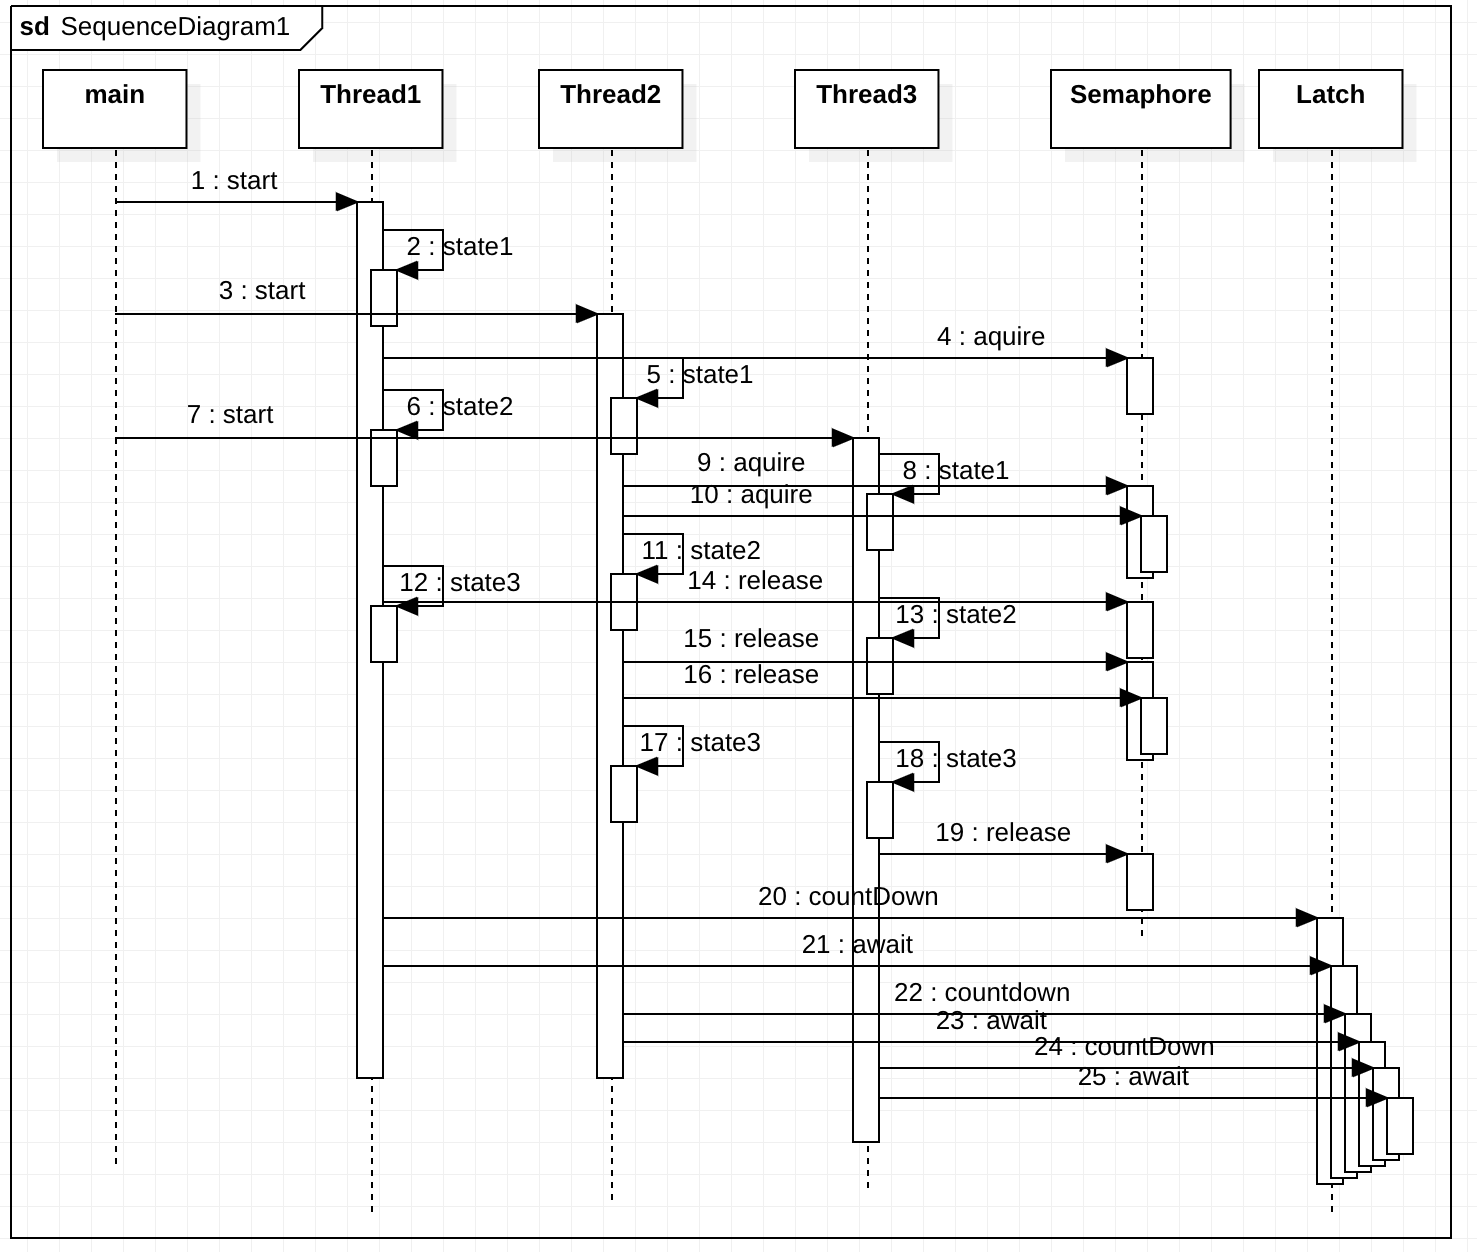 sd SequenceDiagram1
main
Thread1
Thread2
Thread3
Semaphore
Latch
1 : start
2 : state1
3 : start
4 : aquire
5 : state1
6 : state2
7 : start
9 : aquire
8 : state1
10 : aquire
11 : state2
12 : state3
14 : release
13 : state2
15 : release
16 : release
17 : state3
18 : state3
19 : release
20 : countDown
21 : await
22 : countdown
23 : await
24 : countDown
25 : await